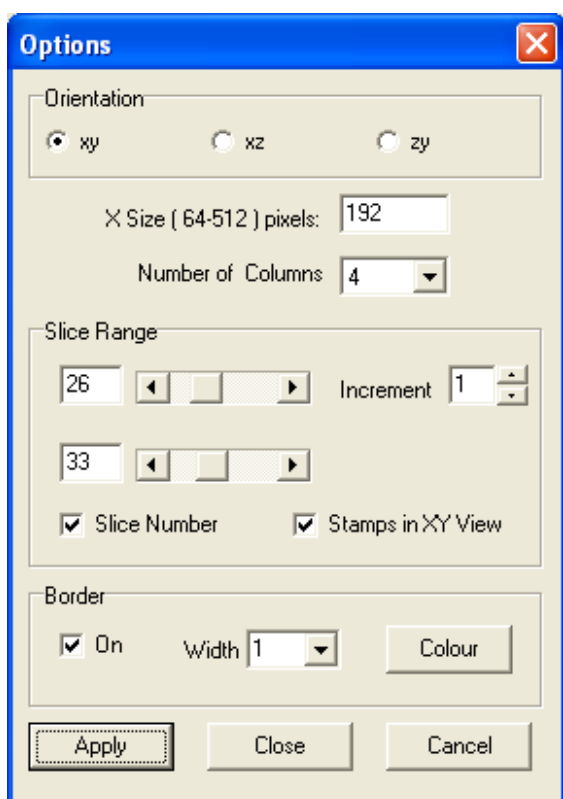 Options
Orientation
xy xz zy
X Size ( 64-512 ) pixels: 192
Number of Columns 4
Slice Range
26 Increment 1
33
Slice Number Stamps in XY View
Border
On Width 1 Colour
Apply Close Cancel